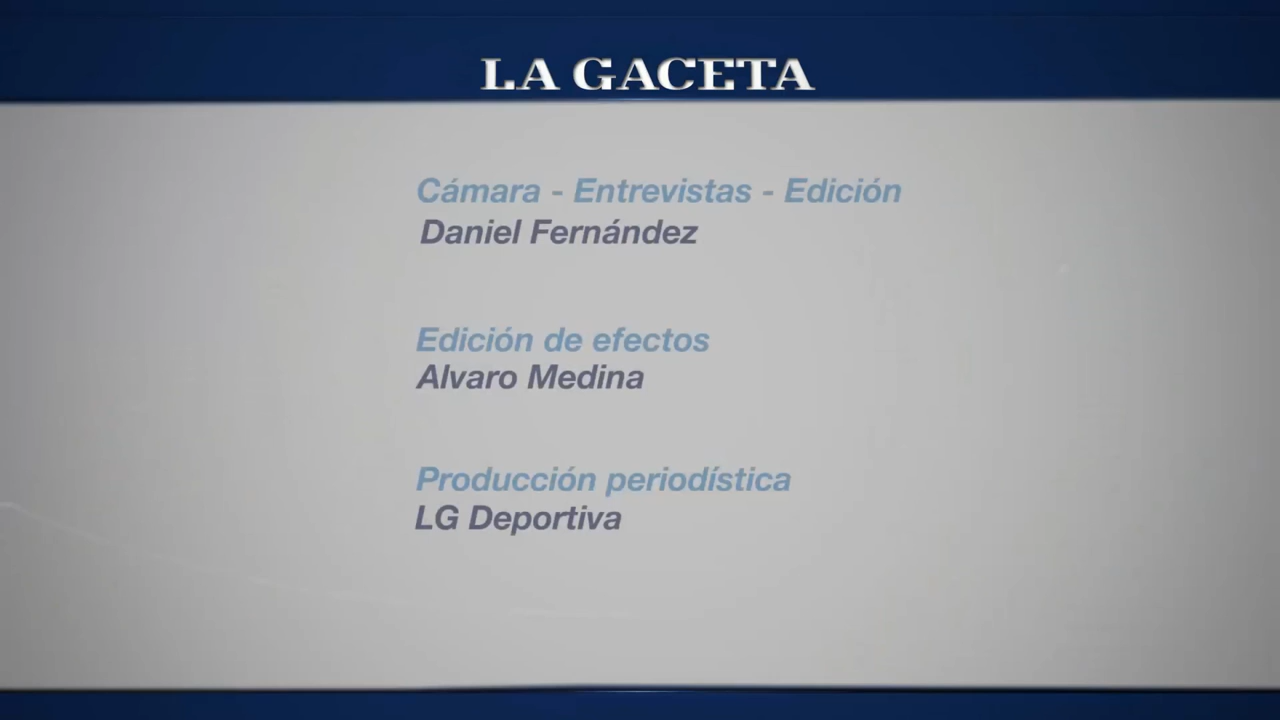 LA GACETA
Cámara - Entrevistas - Edición
Daniel Fernández
Edición de efectos
Alvaro Medina
Producción periodística
LG Deportiva